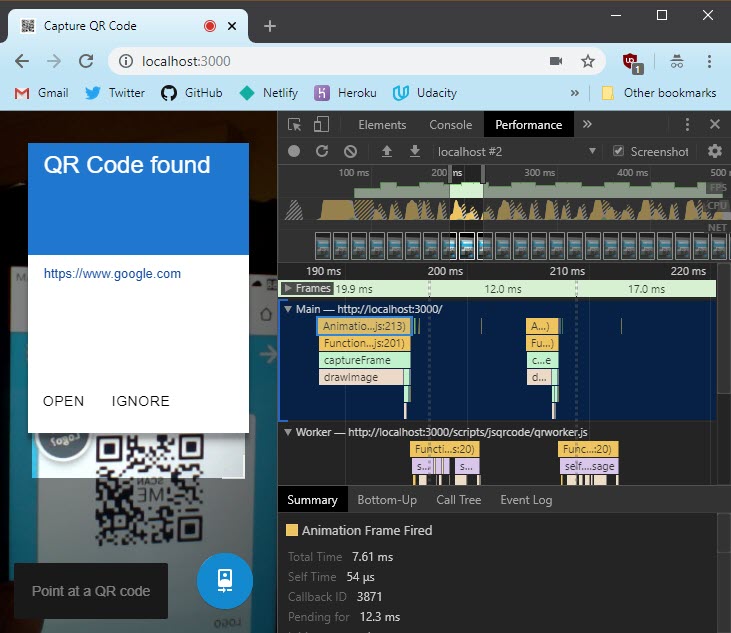 Capture QR Code
localhost:3000
1
Gmail
Twitter
GitHub
Netlify
Heroku
Udacity
»
Other bookmarks
QR Code found
https://www.google.com
OPEN
IGNORE
SCAN
ME
LOGO
Point at a QR code
Elements
Console
Performance
»
localhost #2
Screenshot
100 ms
200 ms
300 ms
400 ms
500
FPS
CPU
NET
190 ms
200 ms
210 ms
220 ms
Frames
19.9 ms
12.0 ms
17.0 ms
Main — http://localhost:3000/
Animatio...js:213)
A...)
Function...js:201)
Fu...)
captureFrame
c...e
drawImage
d...
Worker — http://localhost:3000/scripts/jsqrcode/qrworker.js
Functi...s:20)
Func...:20)
s...
s...
self....sage
Summary
Bottom-Up
Call Tree
Event Log
Animation Frame Fired
Total Time 7.61 ms
Self Time 54 μs
Callback ID 3871
Pending for 12.3 ms